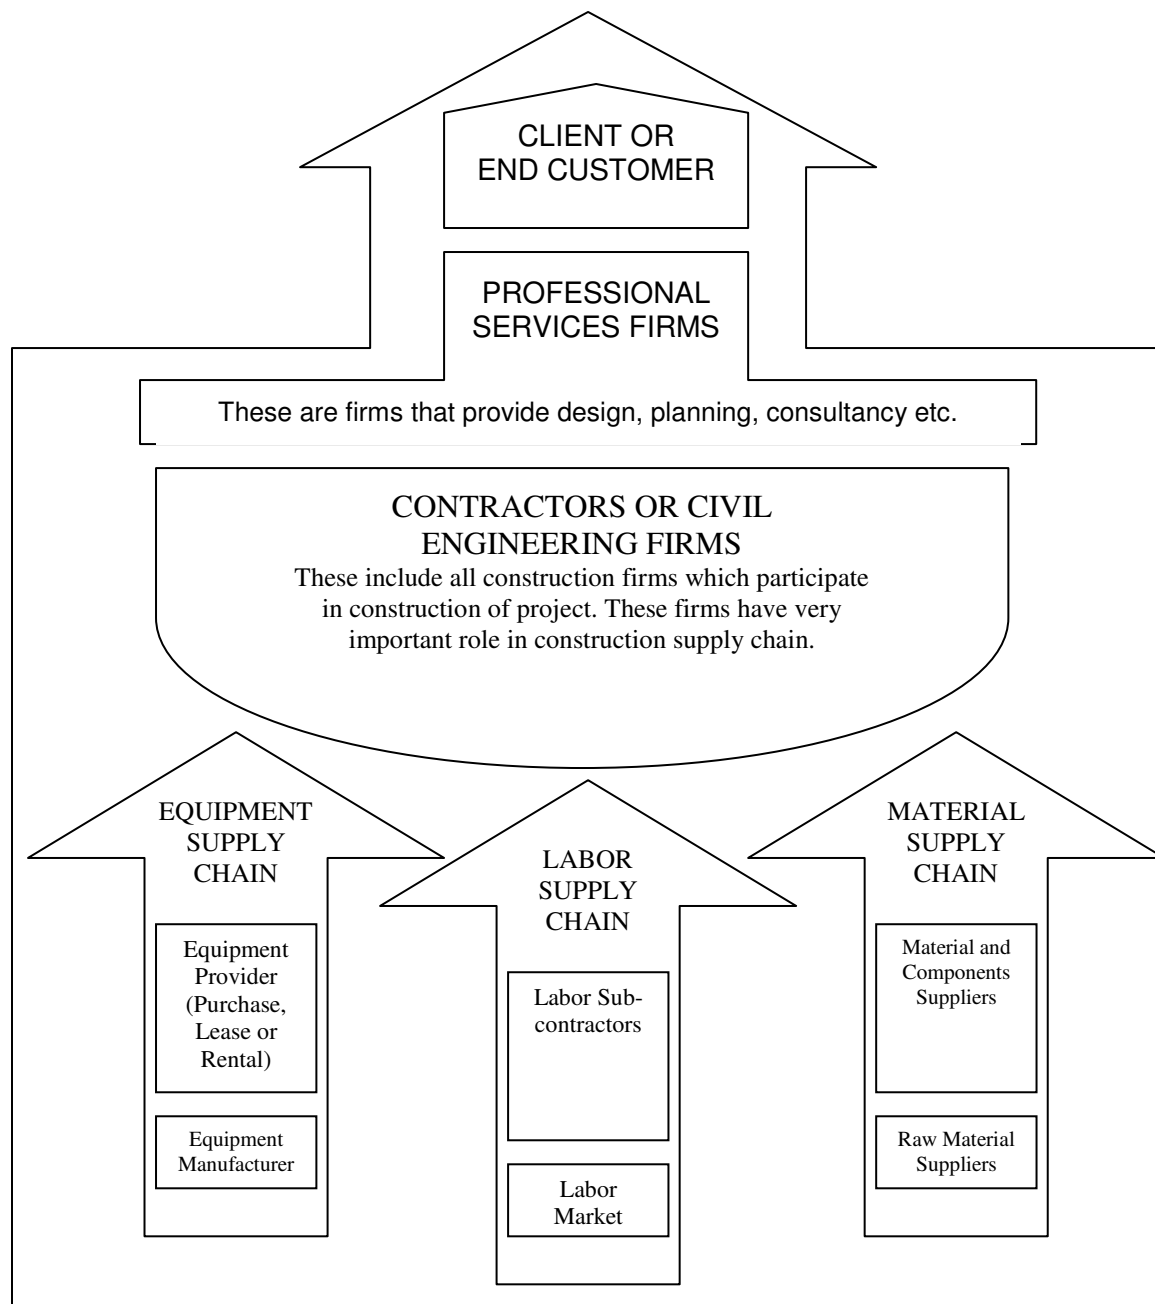 CLIENT OR
END CUSTOMER
PROFESSIONAL
SERVICES FIRMS
These are firms that provide design, planning, consultancy etc.
CONTRACTORS OR CIVIL
ENGINEERING FIRMS
These include all construction firms which participate
in construction of project. These firms have very
important role in construction supply chain.
EQUIPMENT
SUPPLY
CHAIN
Equipment
Provider
(Purchase,
Lease or
Rental)
Equipment
Manufacturer
LABOR
SUPPLY
CHAIN
Labor Sub-
contractors
Labor
Market
MATERIAL
SUPPLY
CHAIN
Material and
Components
Suppliers
Raw Material
Suppliers